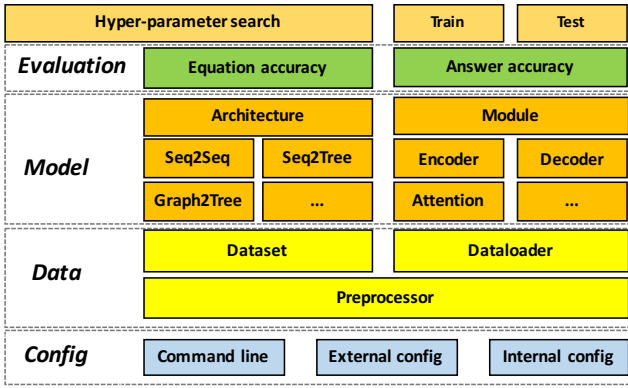 Hyper-parameter search
Train
Test
Evaluation
Equation accuracy
Answer accuracy
Model
Architecture
Module
Seq2Seq
Seq2Tree
Encoder
Decoder
Graph2Tree
...
Attention
...
Data
Dataset
Dataloader
Preprocessor
Config
Command line
External config
Internal config